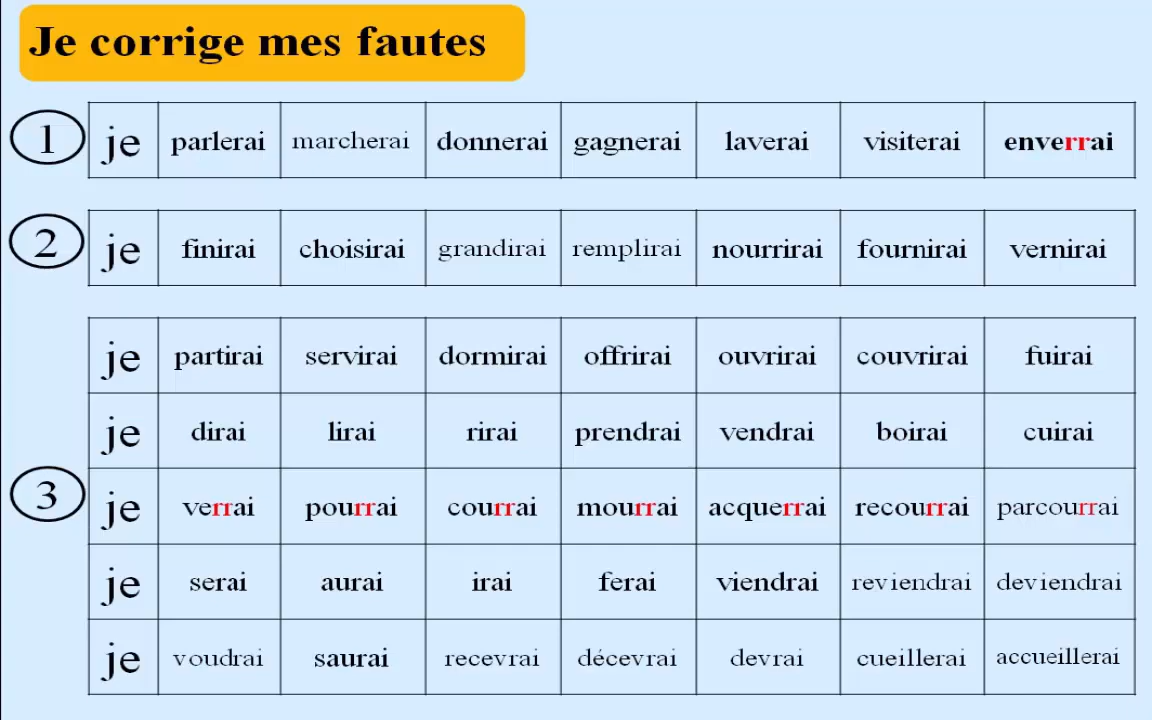 Je corrige mes fautes
1 je parlerai marcherai donnerai gagnerai laverai visiterai enverrai
2 je finirai choisirai grandirai remplirai nourrirai fournirai vernirai
je partirai servirai dormirai offrirai ouvrirai couvrirai fuirai
je dirai lirai rirai prendrai vendrai boirai cuirai
3 je verrai pourrai courrai mourrai acquerrai recourrai parcourrai
je serai aurai irai ferai viendrai reviendrai deviendrai
je voudrai saurai recevrai décevrai devrai cueillerai accueillerai